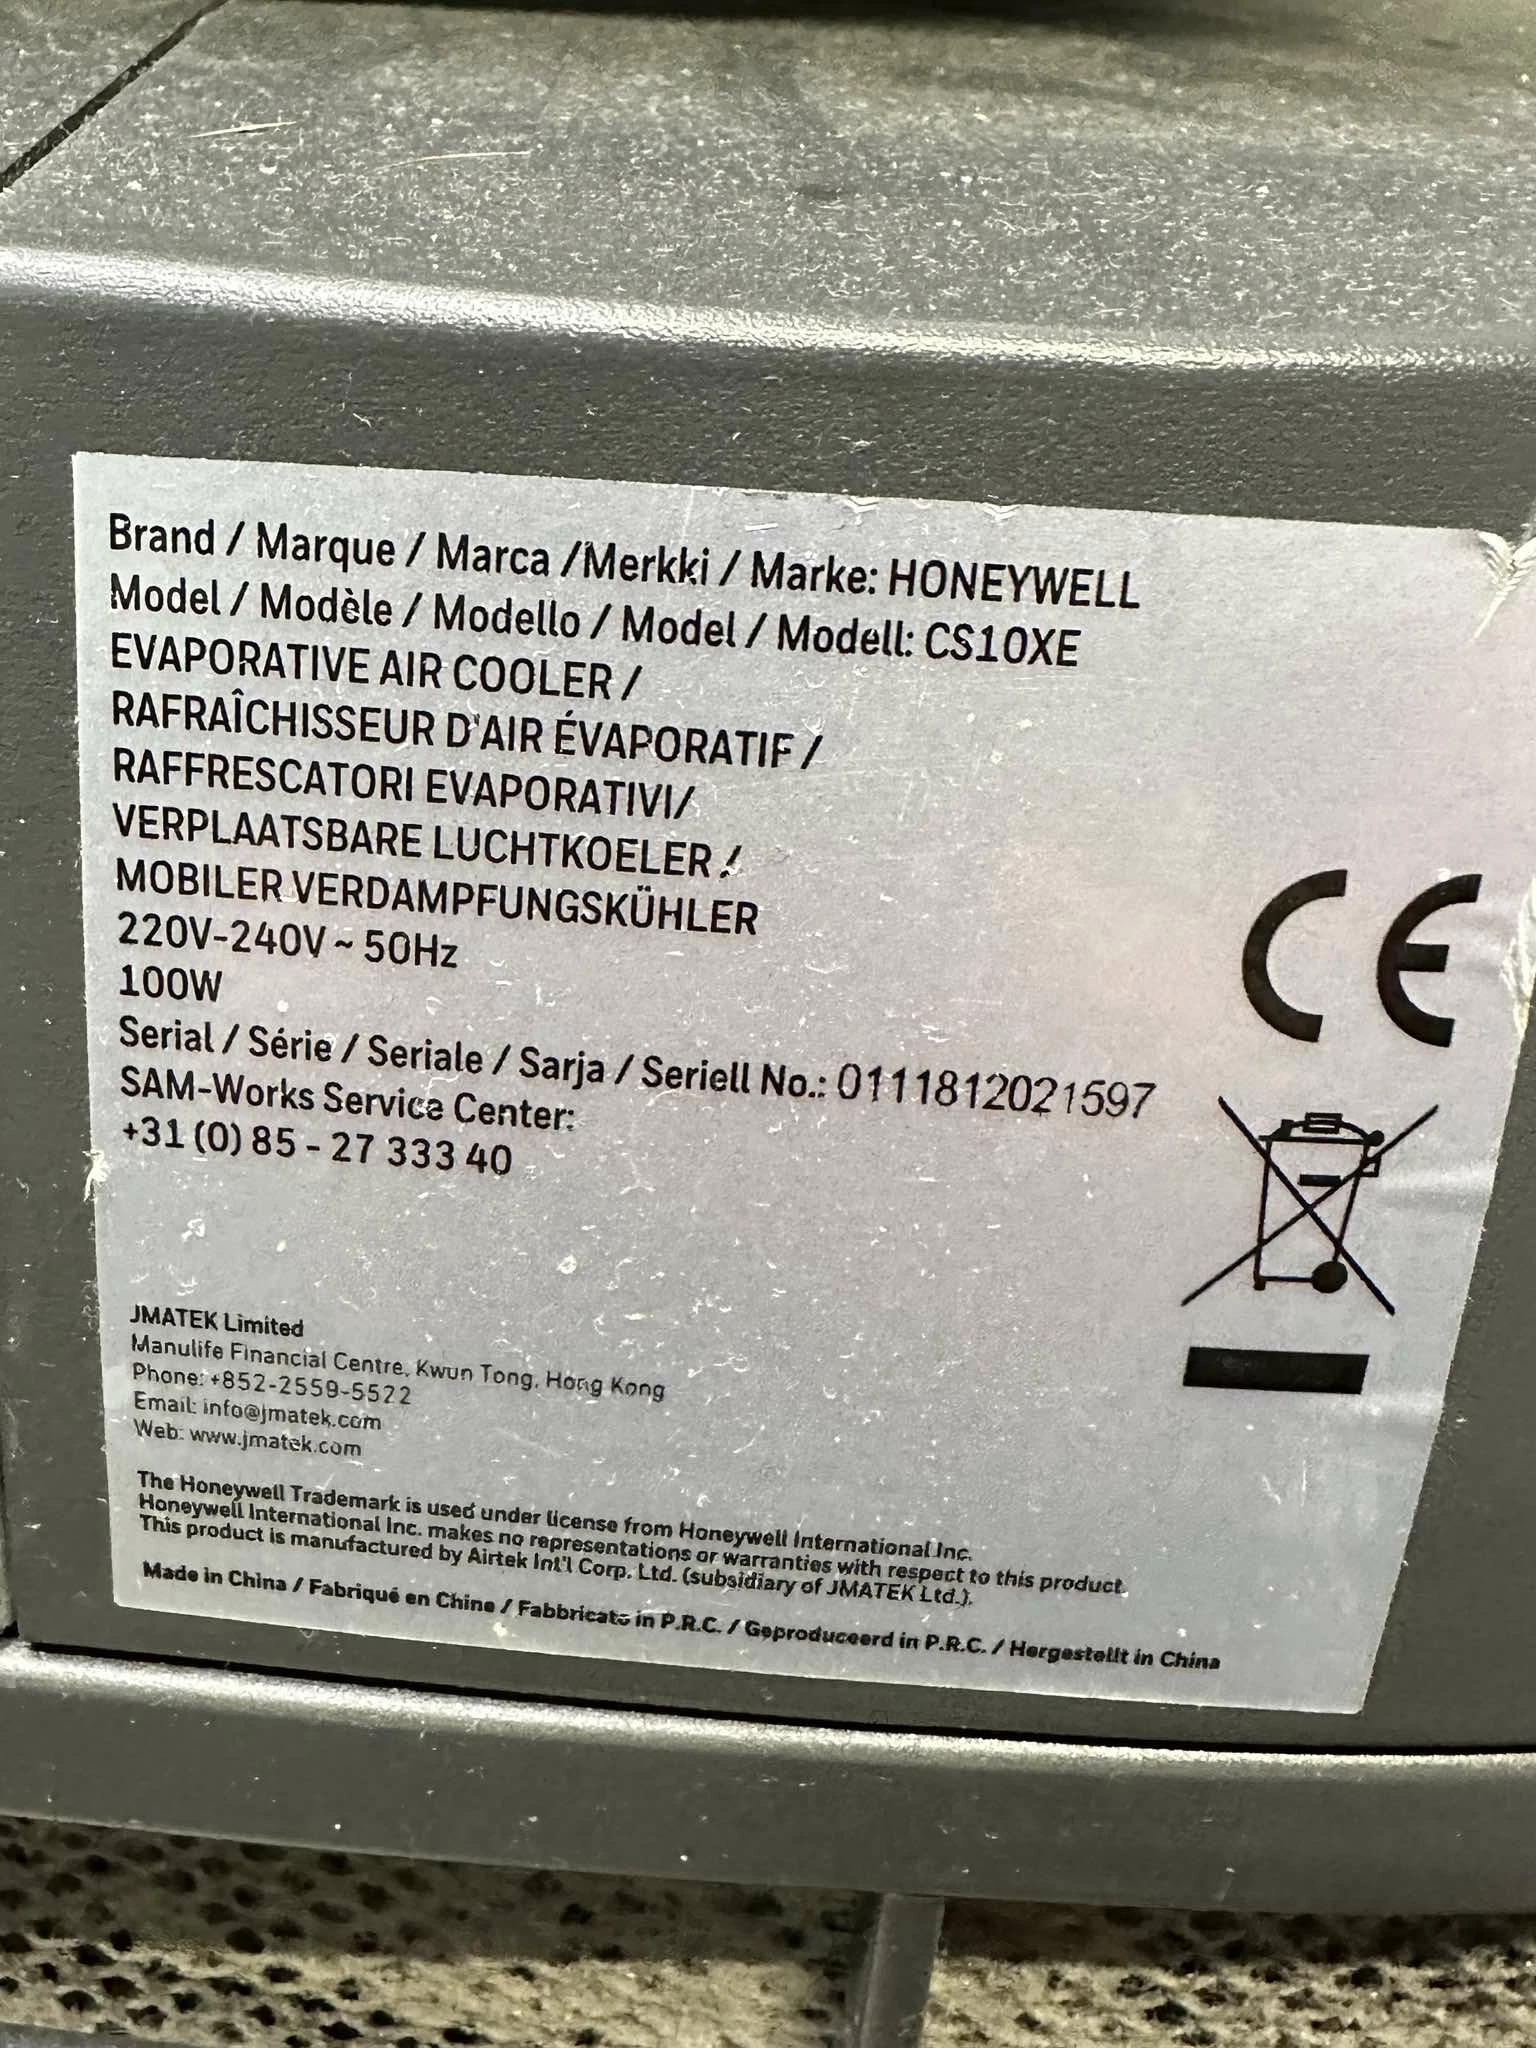 Brand / Marque / Marca /Merkki / Marke: HONEYWELL
Model / Modèle / Modello / Model / Modell: CS10XE
EVAPORATIVE AIR COOLER /
RAFRAÎCHISSEUR D'AIR ÉVAPORATIF /
RAFFRESCATORI EVAPORATIVI/
VERPLAATSBARE LUCHTKOELER /
MOBILER VERDAMPFUNGSKÜHLER
220V-240V ~ 50Hz
100W
Serial / Série / Seriale / Sarja / Seriell No.: 0111812021597
SAM-Works Service Center:
+31 (0) 85 - 27 333 40
CE
JMATEK Limited
Manulife Financial Centre, Kwun Tong, Hong Kong
Phone: +852-2559-5522
Email: info@jmatek.com
Web: www.jmatek.com
The Honeywell Trademark is used under license from Honeywell International Inc.
Honeywell International Inc. makes no representations or warranties with respect to this product.
This product is manufactured by Airtek Int'l Corp. Ltd. (subsidiary of JMATEK Ltd.).
Made in China / Fabriqué en Chine / Fabbricato in P.R.C. / Geproduceerd in P.R.C. / Hergestellt in China